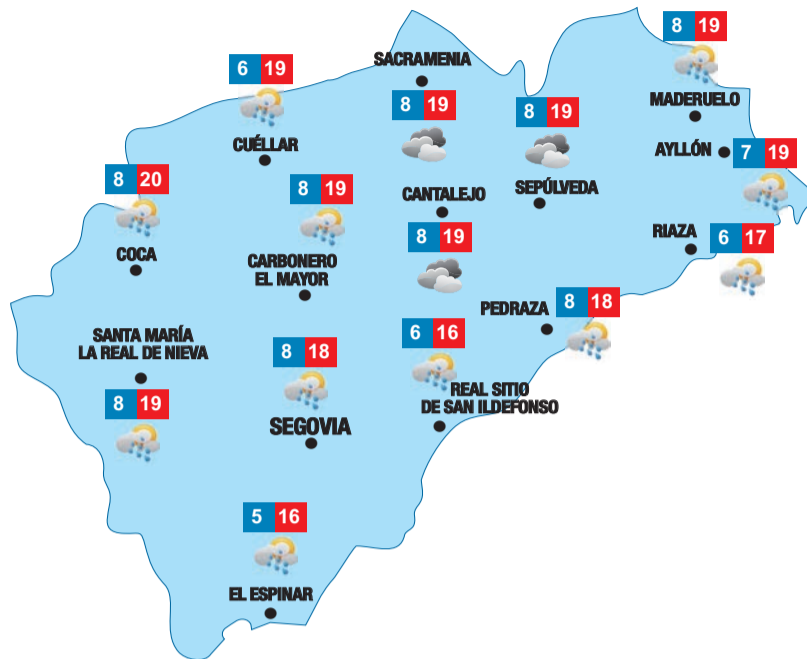 8 19
MADERUELO
SACRAMENIA
8 19
6 19
CUÉLLAR
8 19
SEPÚLVEDA
AYLLÓN
7 19
8 20
COCA
8 19
CARBONERO
EL MAYOR
CANTALEJO
8 19
RIAZA
6 17
PEDRAZA
8 18
SANTA MARÍA
LA REAL DE NIEVA
8 19
8 18
SEGOVIA
6 16
REAL SITIO
DE SAN ILDEFONSO
5 16
EL ESPINAR